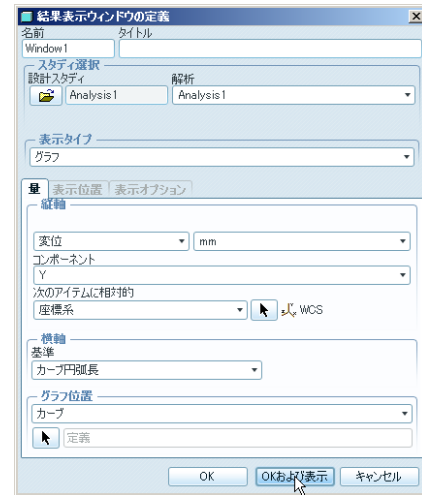 結果表示ウィンドウの定義
名前 タイトル
Window1
スタディ選択
設計スタディ 解析
Analysis1 Analysis1
表示タイプ
グラフ
量 表示位置 表示オプション
縦軸
変位 mm
コンポーネント
Y
次のアイテムに相対的
座標系 WCS
横軸
基準
カーブ円弧長
グラフ位置
カーブ
定義
OK OKおよび表示 キャンセル